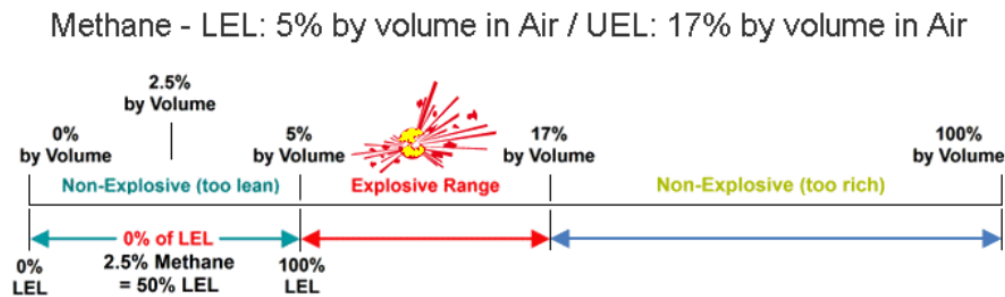 Methane - LEL: 5% by volume in Air / UEL: 17% by volume in Air
2.5%
by Volume
0%
by Volume
5%
by Volume
17%
by Volume
100%
by Volume
Non-Explosive (too lean)
Explosive Range
Non-Explosive (too rich)
0% of LEL
0%
LEL
2.5% Methane
= 50% LEL
100%
LEL